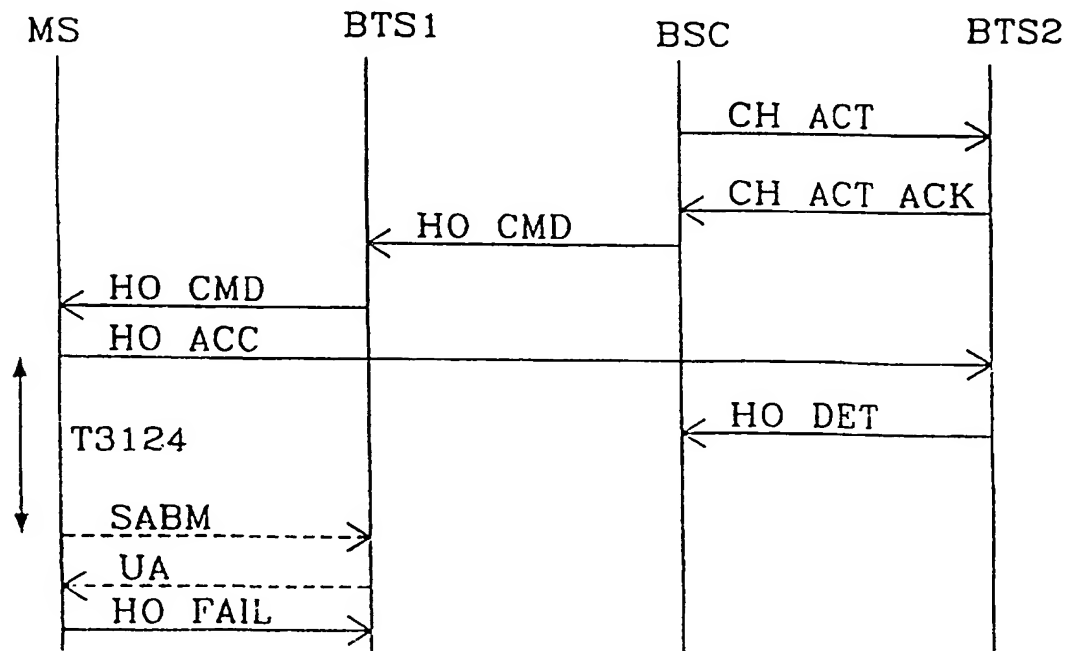 MS BTS1 BSC BTS2
CH ACT
CH ACT ACK
HO CMD
HO CMD
HO ACC
HO DET
T3124
SABM
UA
HO FAIL